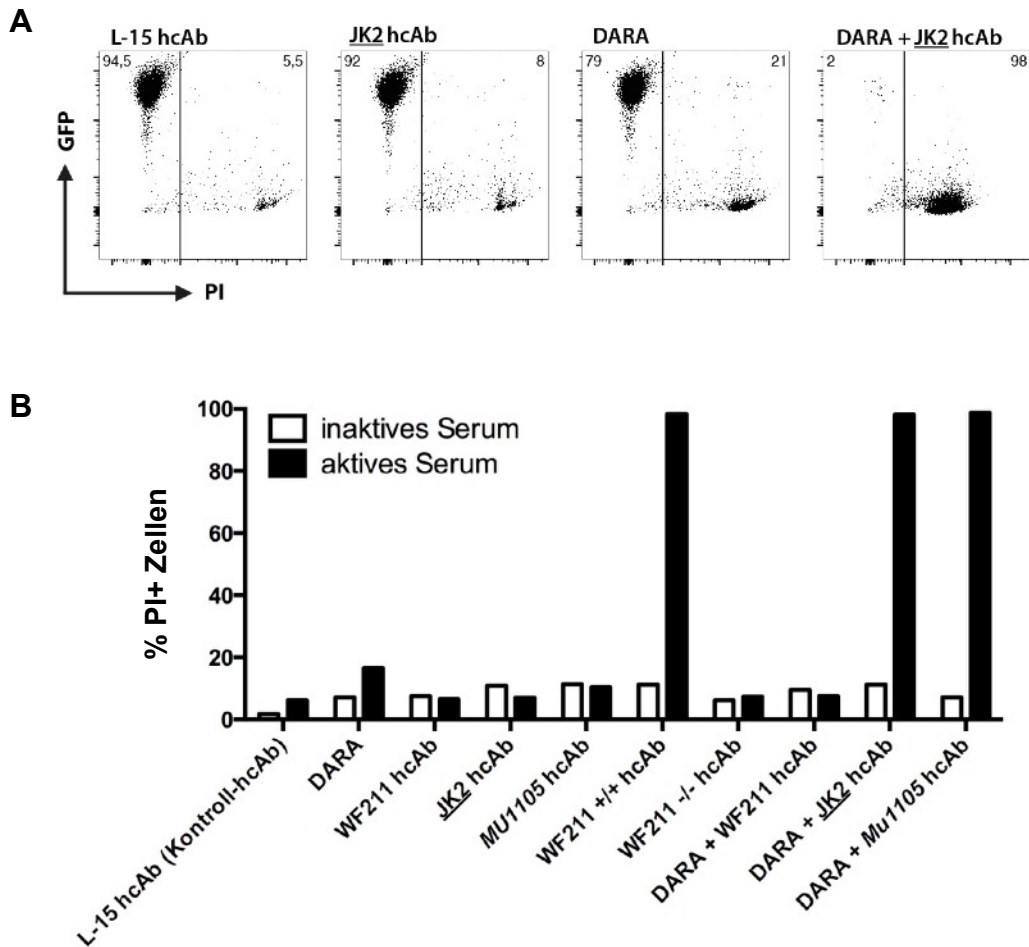 A
L-15 hcAb
JK2 hcAb
DARA
DARA + JK2 hcAb
94,5
5,5
92
8
79
21
2
98
GFP
PI
B
100
80
60
40
20
0
inaktives Serum
aktives Serum
% PI+ Zellen
L-15 hcAb (Kontroll-hcAb)
DARA
WF211 hcAb
JK2 hcAb
MU1105 hcAb
WF211 +/+ hcAb
WF211 -/- hcAb
DARA + WF211 hcAb
DARA + JK2 hcAb
DARA + Mu1105 hcAb